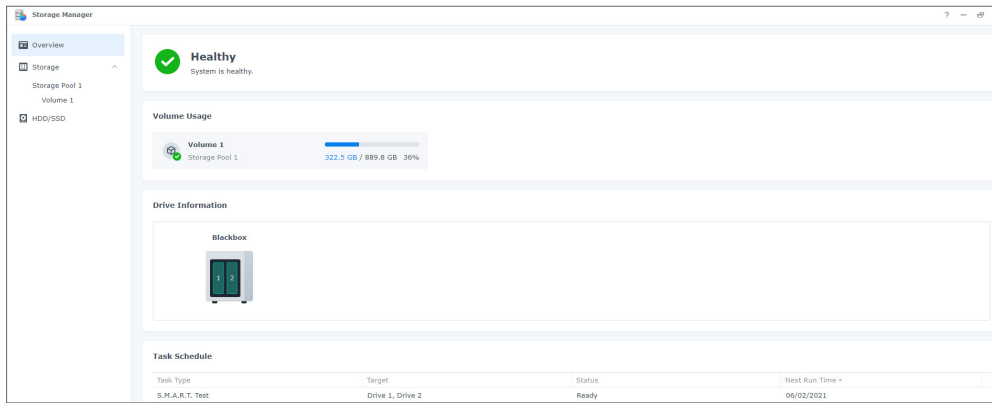 Storage Manager
?
Overview
Storage
Storage Pool 1
Volume 1
HDD/SSD
Healthy
System is healthy.
Volume Usage
Volume 1
Storage Pool 1 322.5 GB / 889.8 GB 36%
Drive Information
Blackbox
1 2
Task Schedule
Task Type Target Status Next Run Time
S.M.A.R.T. Test Drive 1, Drive 2 Ready 06/02/2021